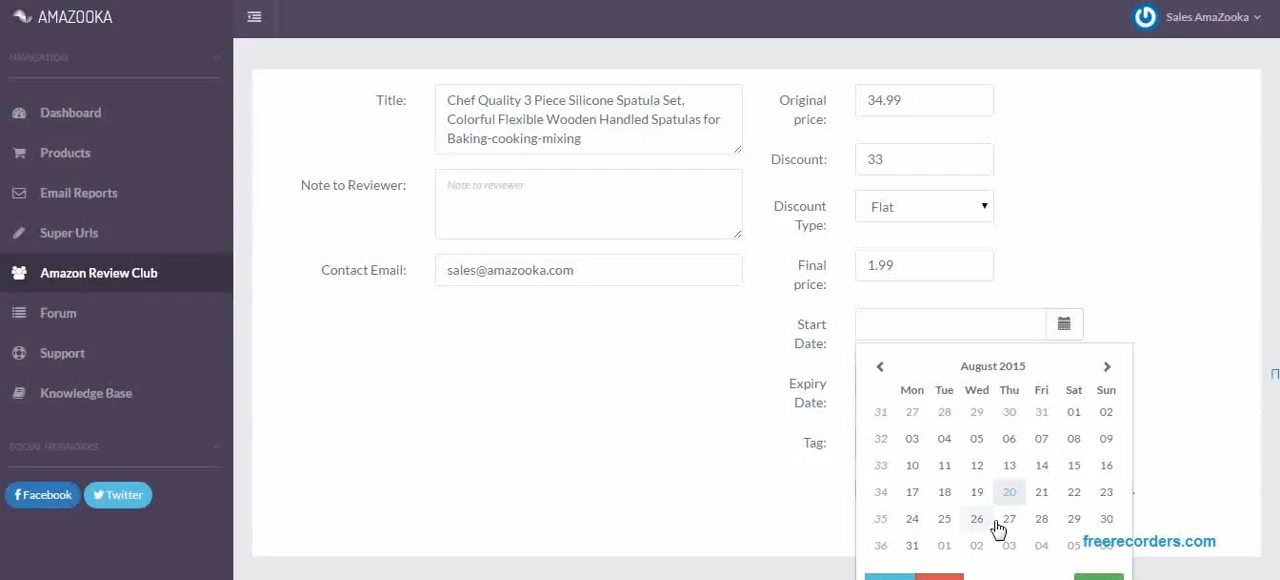 AMAZOOKA
Sales AmaZooka
NAVIGATION
Dashboard
Products
Email Reports
Super Urls
Amazon Review Club
Forum
Support
Knowledge Base
SOCIAL NETWORKS
Facebook
Twitter
Title:
Chef Quality 3 Piece Silicone Spatula Set,
Colorful Flexible Wooden Handled Spatulas for
Baking-cooking-mixing
Note to Reviewer:
Note to reviewer
Contact Email:
sales@amazooka.com
Original
price:
34.99
Discount:
33
Discount
Type:
Flat
Final
price:
1.99
Start
Date:
Expiry
Date:
Tag:
August 2015
Mon Tue Wed Thu Fri Sat Sun
31 27 28 29 30 31 01 02
32 03 04 05 06 07 08 09
33 10 11 12 13 14 15 16
34 17 18 19 20 21 22 23
35 24 25 26 27 28 29 30
36 31 01 02 03 04 05 06
freerecorders.com